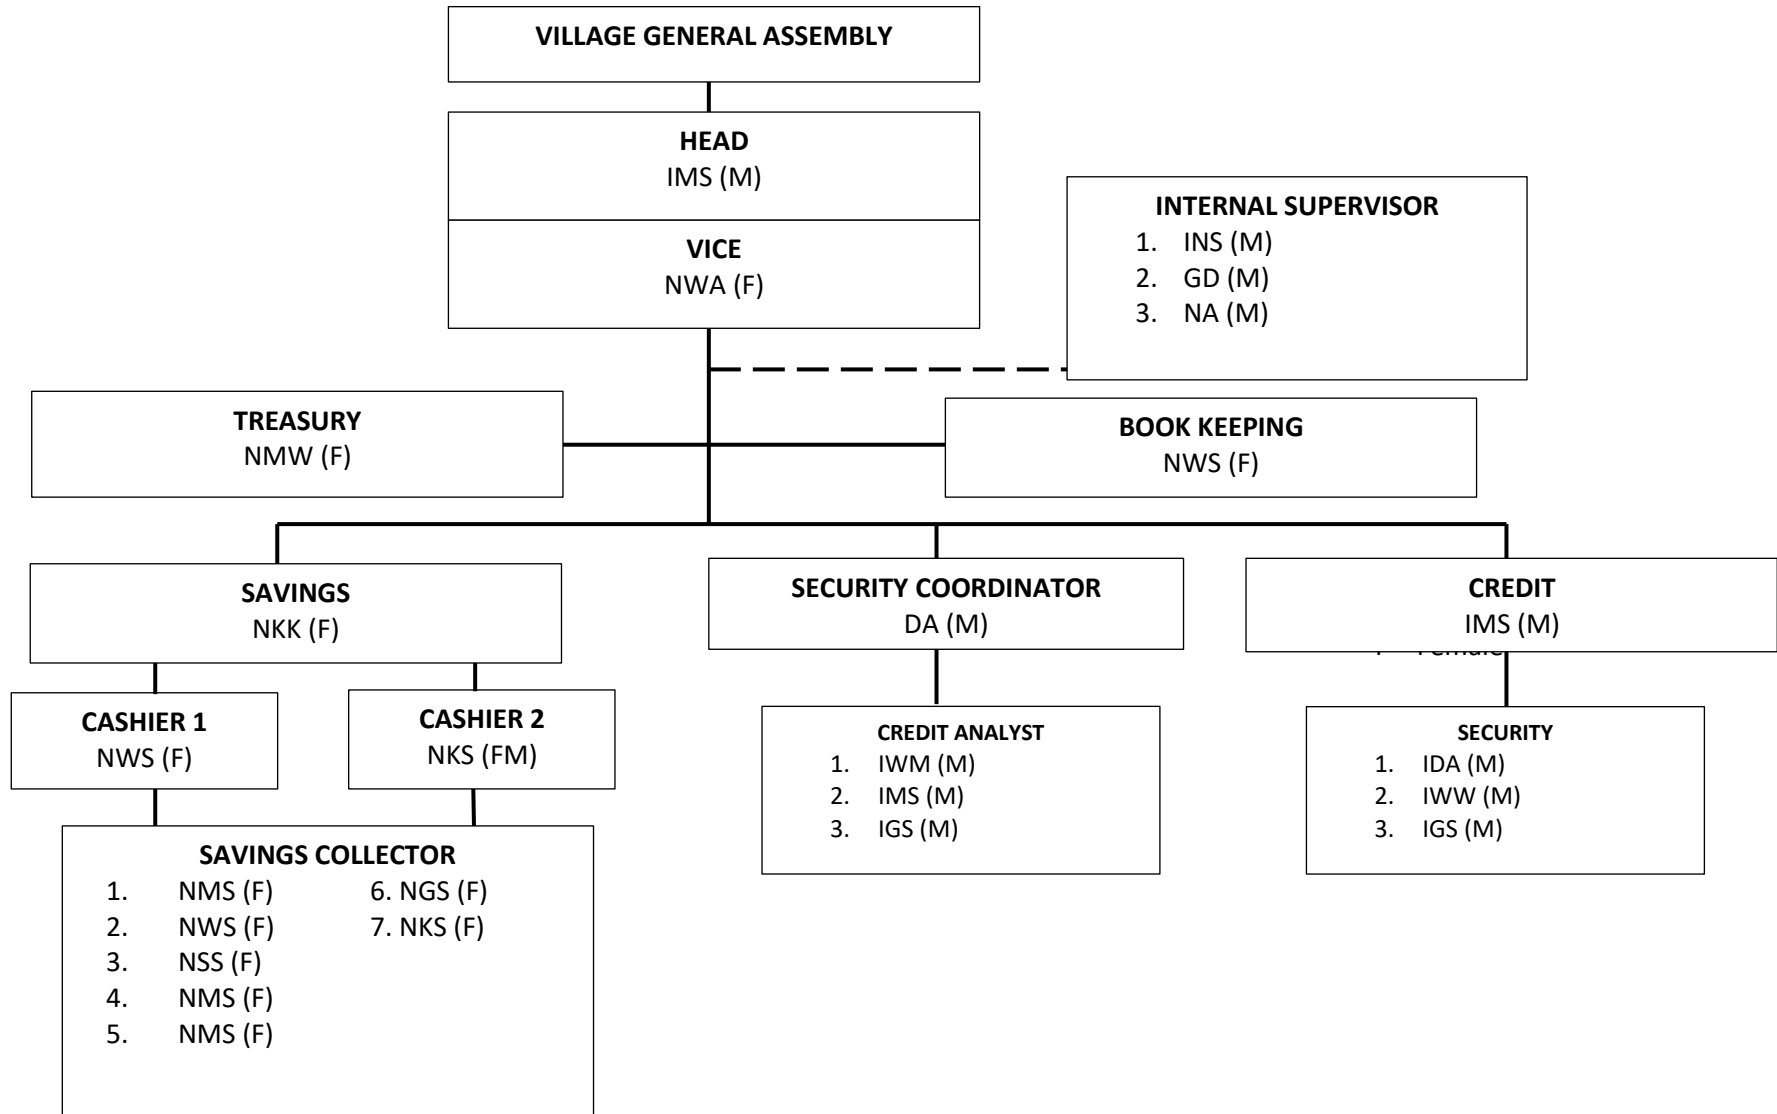 VILLAGE GENERAL ASSEMBLY
HEAD
IMS (M)
VICE
NWA (F)
INTERNAL SUPERVISOR
1. INS (M)
2. GD (M)
3. NA (M)
TREASURY
NMW (F)
BOOK KEEPING
NWS (F)
SAVINGS
NKK (F)
SECURITY COORDINATOR
DA (M)
CREDIT
IMS (M)
CASHIER 1
NWS (F)
CASHIER 2
NKS (FM)
CREDIT ANALYST
1. IWM (M)
2. IMS (M)
3. IGS (M)
SECURITY
1. IDA (M)
2. IWW (M)
3. IGS (M)
SAVINGS COLLECTOR
1. NMS (F) 6. NGS (F)
2. NWS (F) 7. NKS (F)
3. NSS (F)
4. NMS (F)
5. NMS (F)